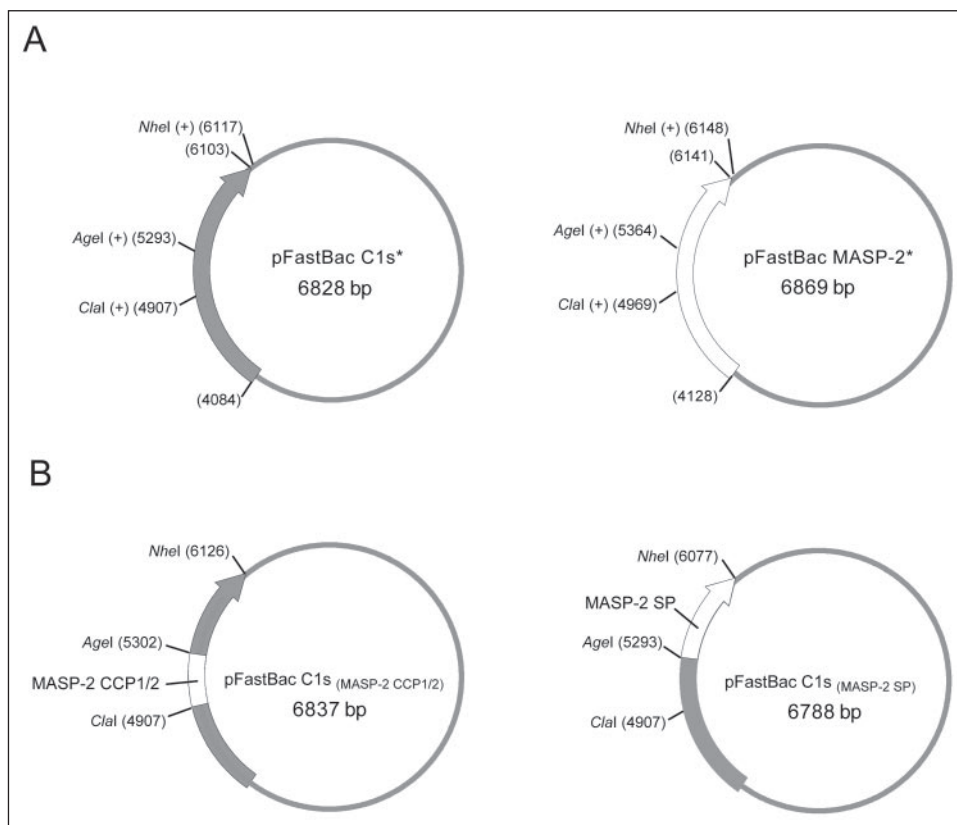 A
NheI (+) (6117)
(6103)
AgeI (+) (5293)
ClaI (+) (4907)
(4084)
pFastBac C1s*
6828 bp
NheI (+) (6148)
(6141)
AgeI (+) (5364)
ClaI (+) (4969)
(4128)
pFastBac MASP-2*
6869 bp
B
NheI (6126)
AgeI (5302)
MASP-2 CCP1/2
ClaI (4907)
pFastBac C1s (MASP-2 CCP1/2)
6837 bp
NheI (6077)
MASP-2 SP
AgeI (5293)
ClaI (4907)
pFastBac C1s (MASP-2 SP)
6788 bp